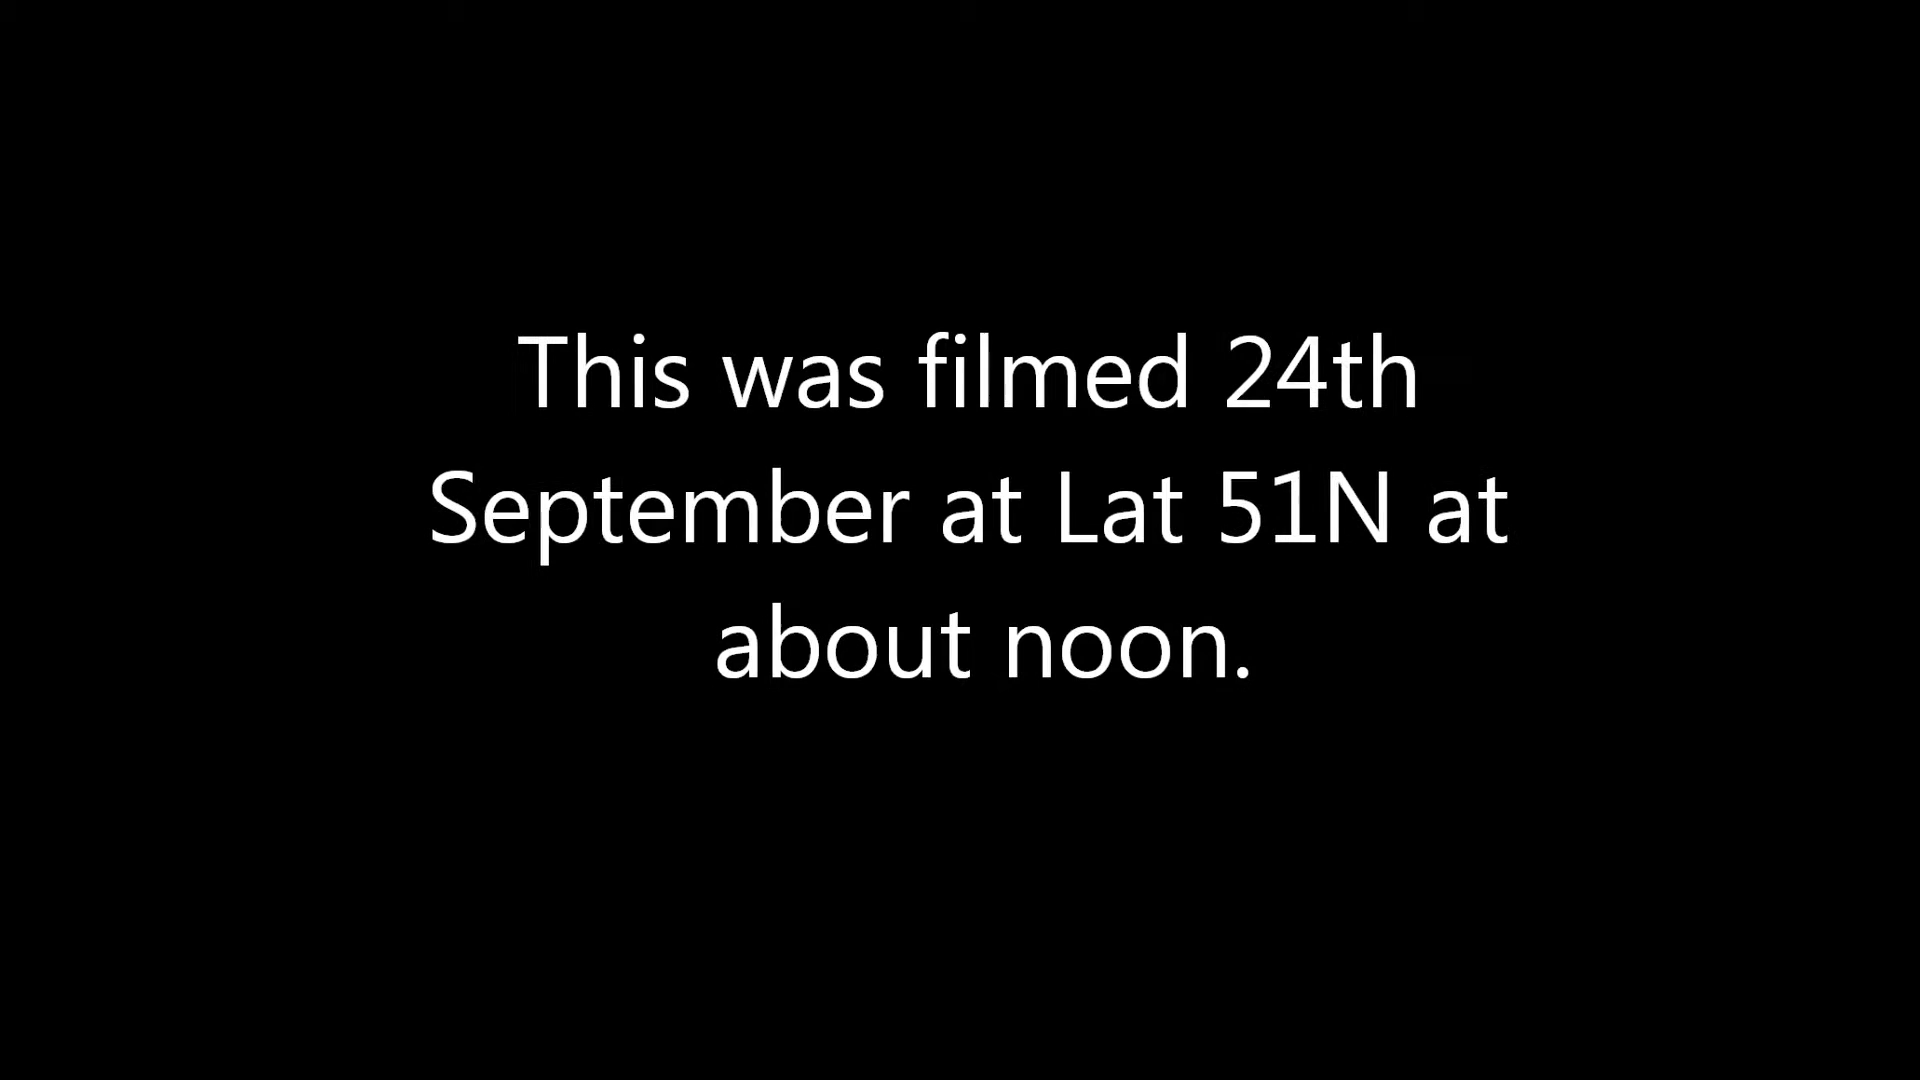 This was filmed 24th
September at Lat 51N at
about noon.